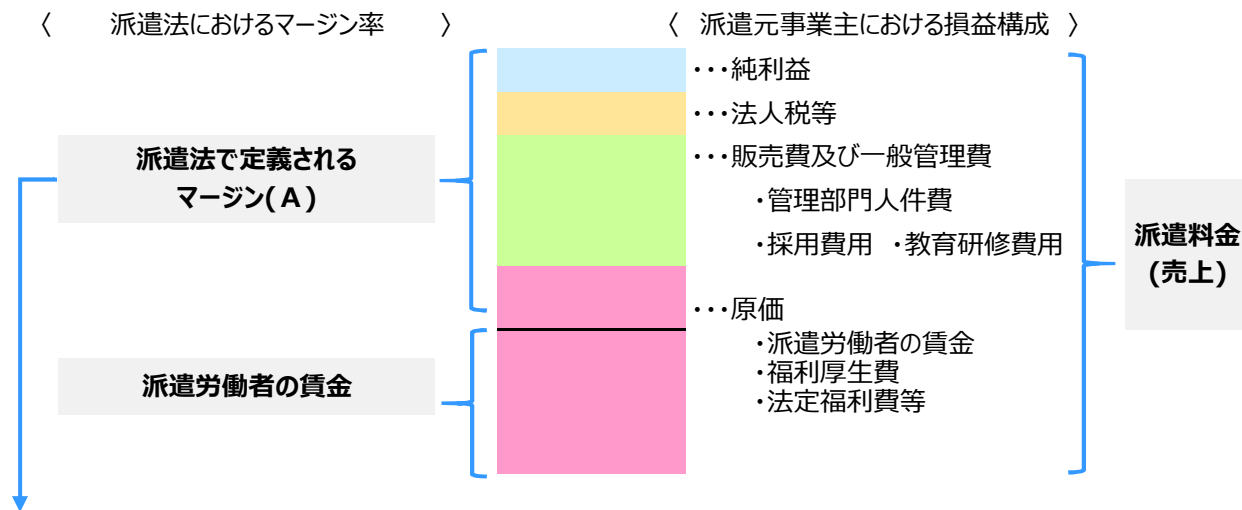 〈 派遣法におけるマージン率 〉
〈 派遣元事業主における損益構成 〉
・・・純利益
・・・法人税等
派遣法で定義される
マージン(A)
・・・販売費及び一般管理費
・管理部門人件費
・採用費用 ・教育研修費用
派遣料金
(売上)
・・・原価
・派遣労働者の賃金
・福利厚生費
・法定福利費等
派遣労働者の賃金